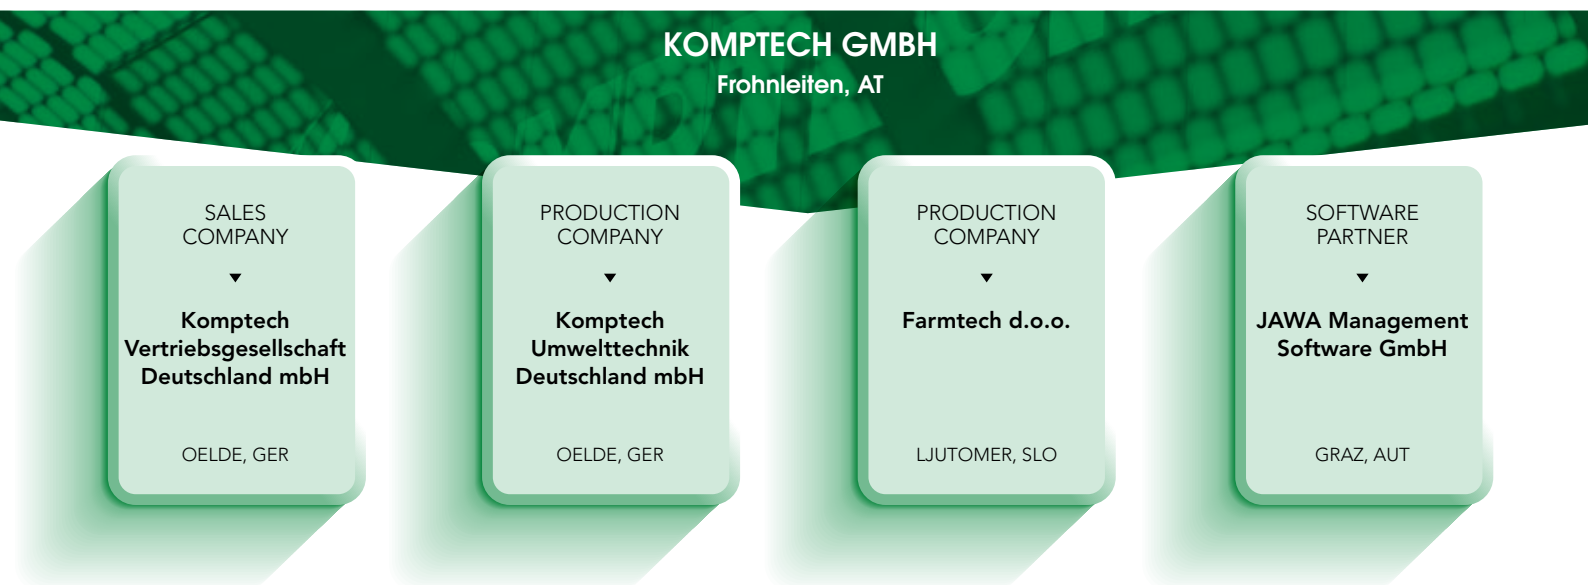 KOMPTECH GMBH
Frohnleiten, AT
SALES
COMPANY
Komptech
Vertriebsgesellschaft
Deutschland mbH
OELDE, GER
PRODUCTION
COMPANY
Komptech
Umwelttechnik
Deutschland mbH
OELDE, GER
PRODUCTION
COMPANY
Farmtech d.o.o.
LJUTOMER, SLO
SOFTWARE
PARTNER
JAWA Management
Software GmbH
GRAZ, AUT